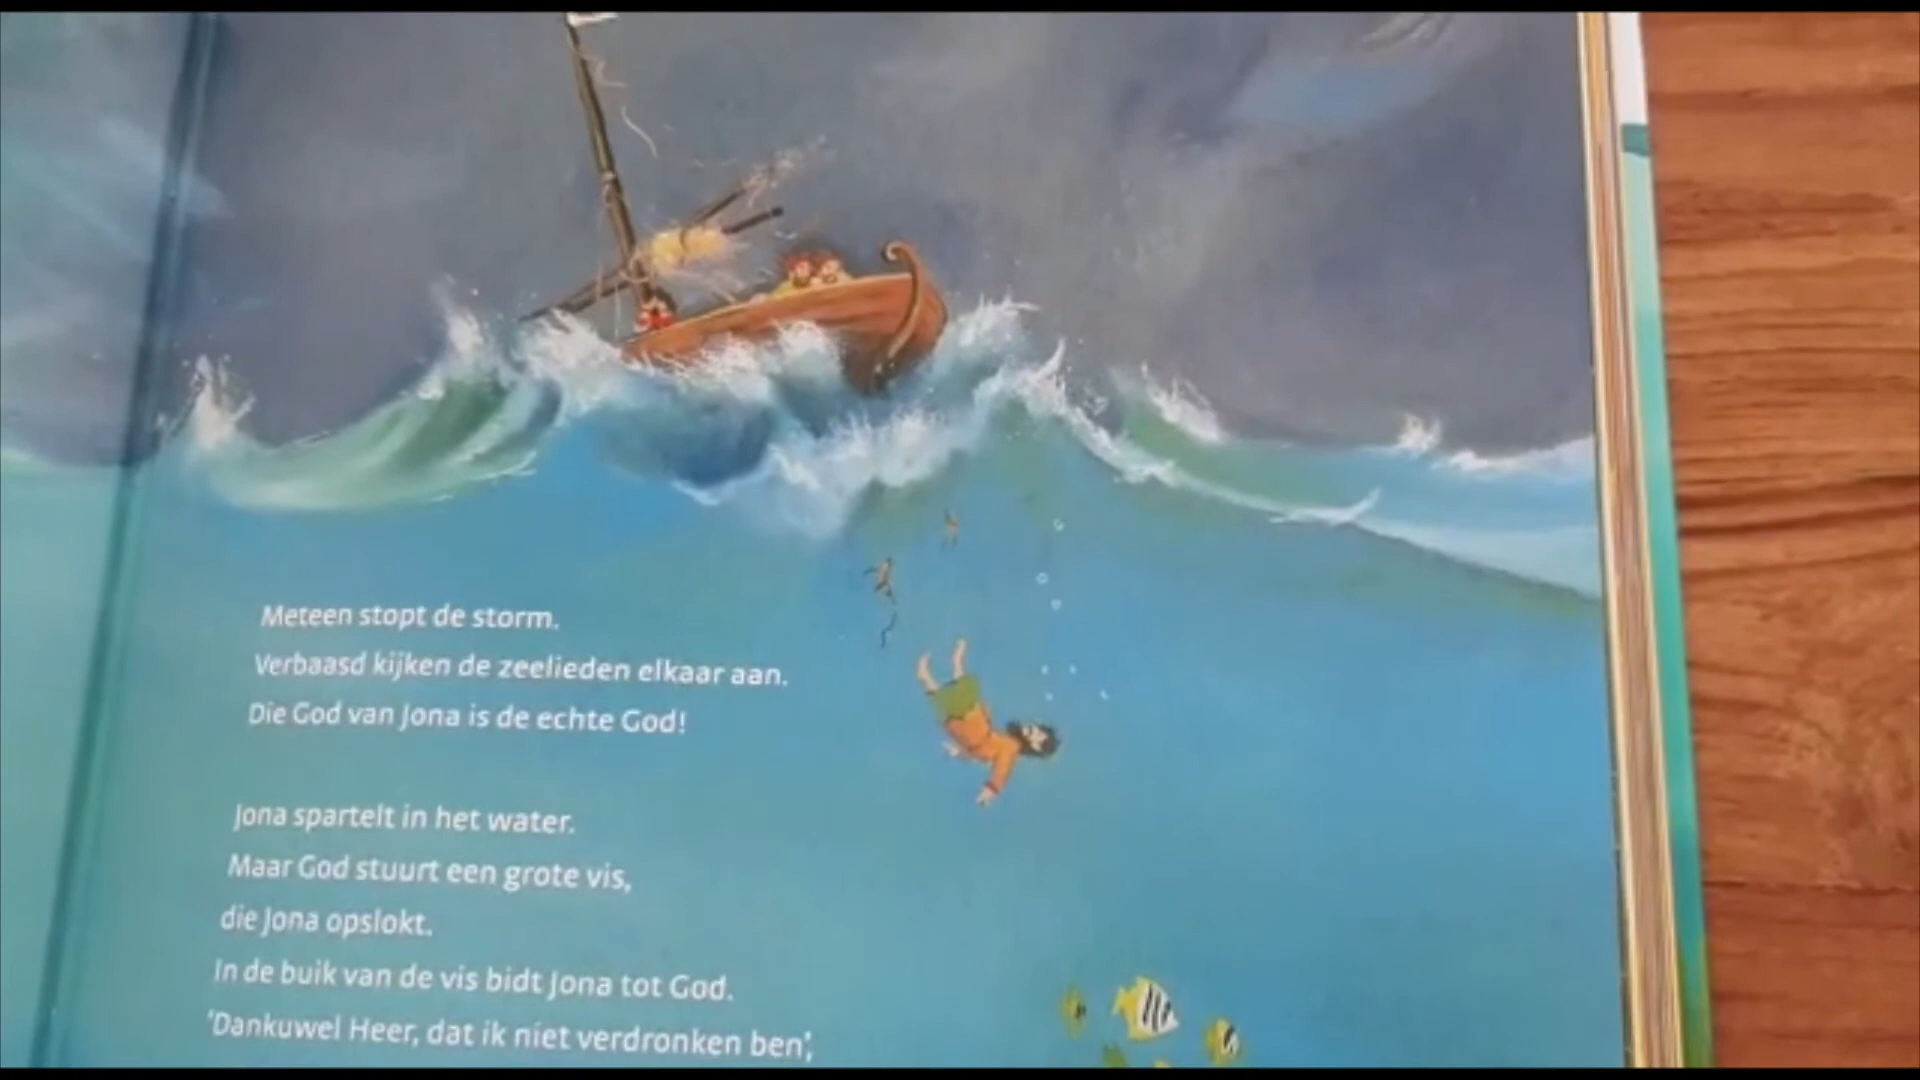 Meteen stopt de storm.
Verbaasd kijken de zeelieden elkaar aan.
Die God van Jona is de echte God!
Jona spartelt in het water.
Maar God stuurt een grote vis,
die Jona opslokt.
In de buik van de vis bidt Jona tot God.
'Dankuwel Heer, dat ik niet verdronken ben',